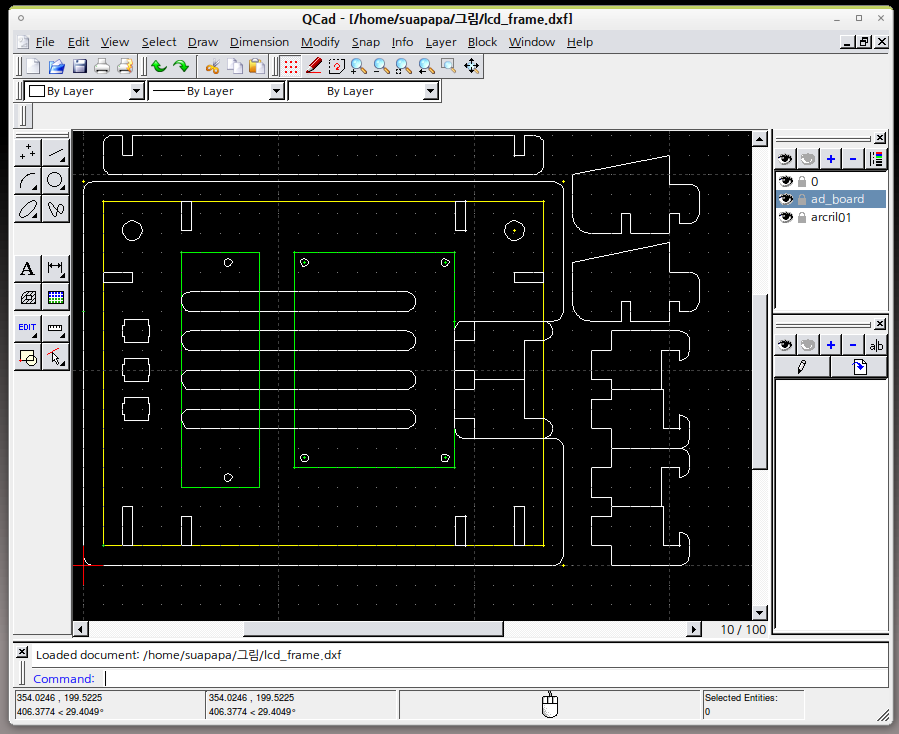 QCad - [/home/suapapa/그림/lcd_frame.dxf]
File Edit View Select Draw Dimension Modify Snap Info Layer Block Window Help
By Layer By Layer By Layer
0
ad_board
arcril01
A
EDIT
a|b
10 / 100
Loaded document: /home/suapapa/그림/lcd_frame.dxf
Command:
354.0246 , 199.5225 354.0246 , 199.5225 Selected Entities:
406.3774 < 29.4049° 406.3774 < 29.4049° 0